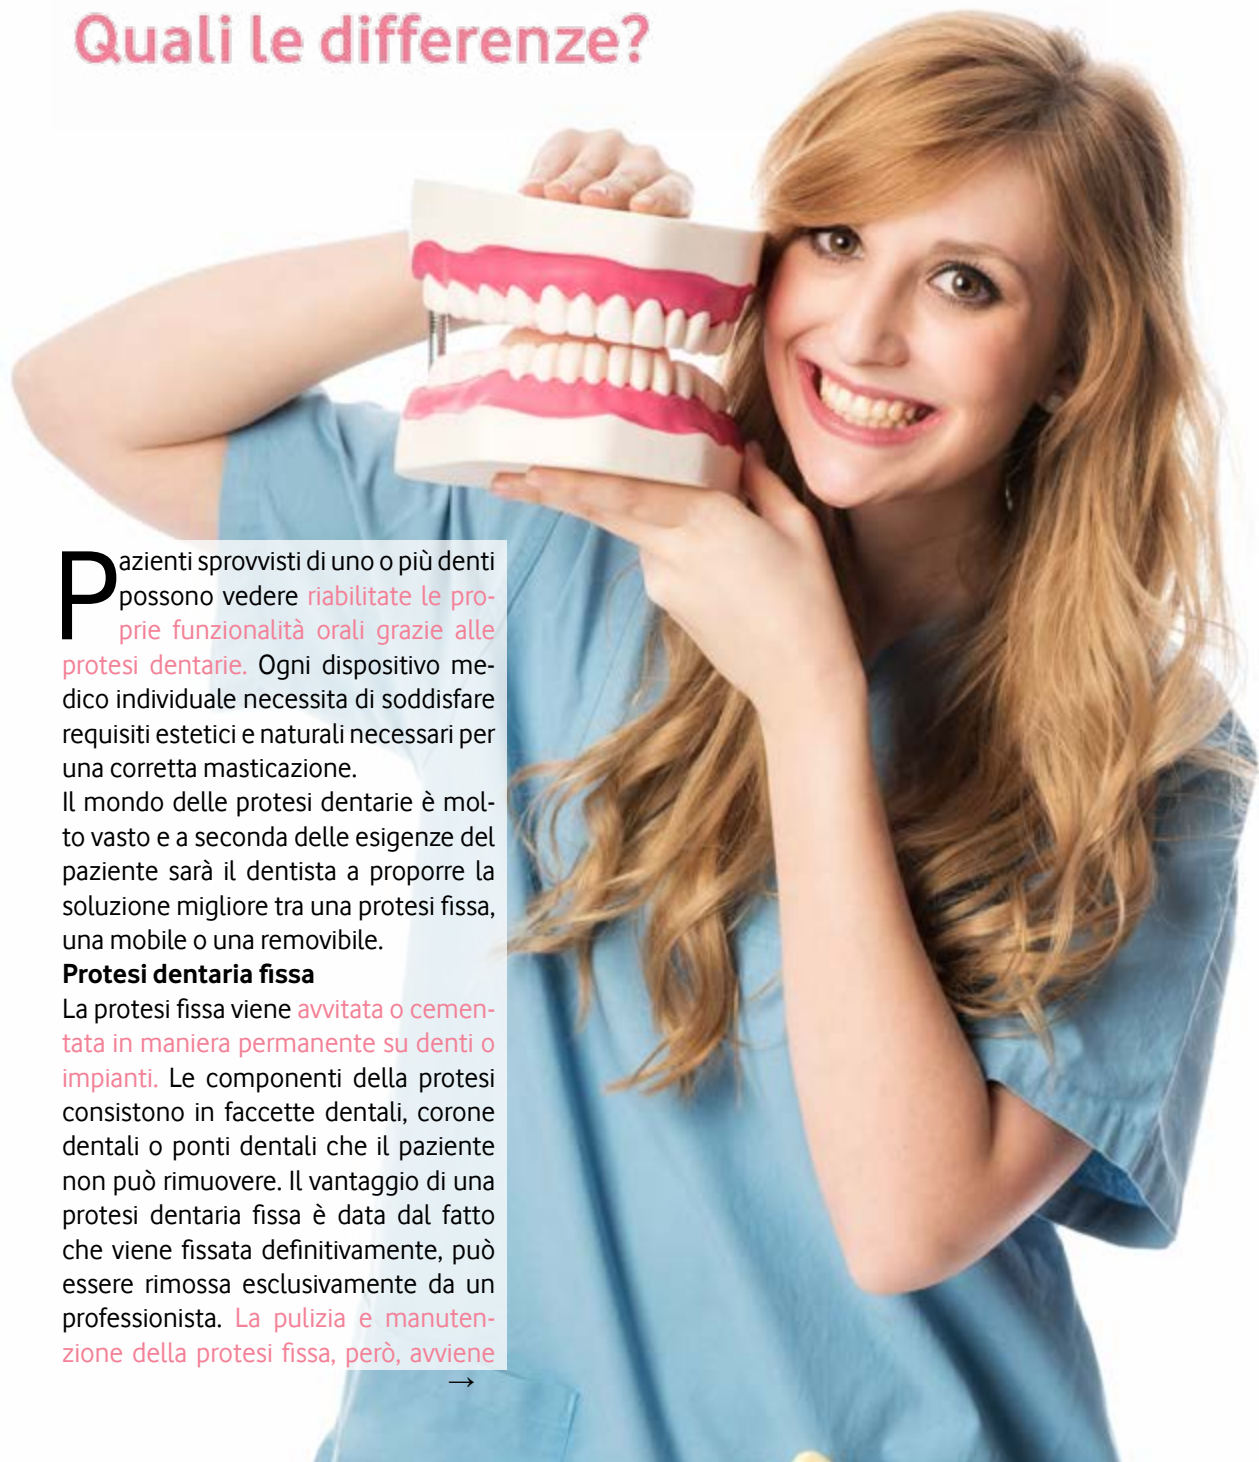 Quali le differenze?
Pazienti sprovvisti di uno o più denti
possono vedere riabilitate le pro-
prie funzionalità orali grazie alle
protesi dentarie. Ogni dispositivo me-
dico individuale necessita di soddisfare
requisiti estetici e naturali necessari per
una corretta masticazione.
Il mondo delle protesi dentarie è mol-
to vasto e a seconda delle esigenze del
paziente sarà il dentista a proporre la
soluzione migliore tra una protesi fissa,
una mobile o una removibile.
Protesi dentaria fissa
La protesi fissa viene avvitata o cemen-
tata in maniera permanente su denti o
impianti. Le componenti della protesi
consistono in faccette dentali, corone
dentali o ponti dentali che il paziente
non può rimuovere. Il vantaggio di una
protesi dentaria fissa è data dal fatto
che viene fissata definitivamente, può
essere rimossa esclusivamente da un
professionista. La pulizia e manuten-
zione della protesi fissa, però, avviene
→